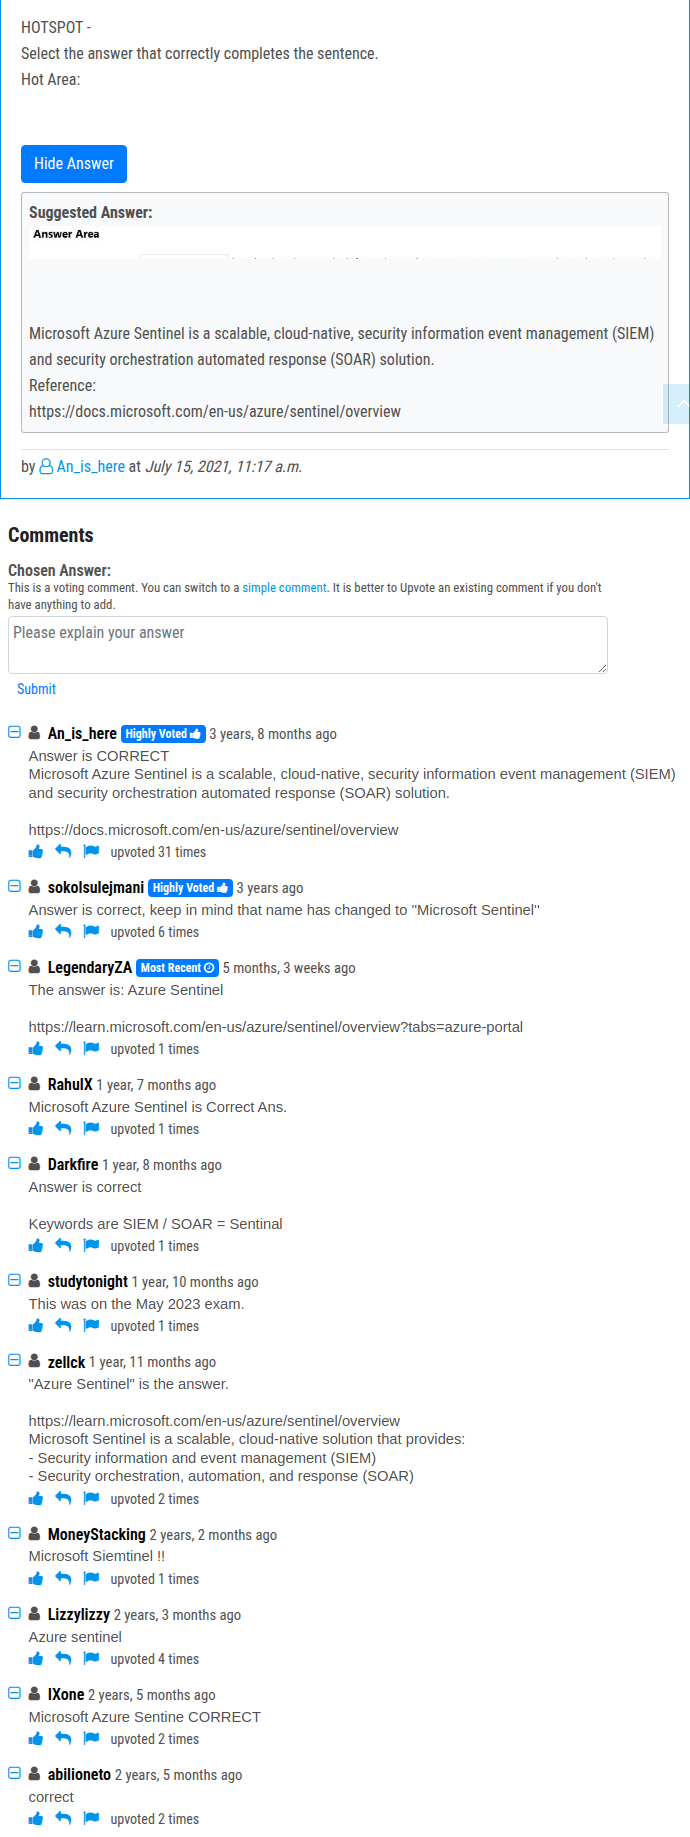 HOTSPOT -
Select the answer that correctly completes the sentence.
Hot Area:
Hide Answer
Suggested Answer:
Answer Area
Microsoft Azure Sentinel is a scalable, cloud-native, security information event management (SIEM)
and security orchestration automated response (SOAR) solution.
Reference:
https://docs.microsoft.com/en-us/azure/sentinel/overview
by An_is_here at July 15, 2021, 11:17 a.m.
Comments
Chosen Answer:
This is a voting comment. You can switch to a simple comment. It is better to Upvote an existing comment if you don't
have anything to add.
Please explain your answer
Submit
An_is_here Highly Voted 3 years, 8 months ago
Answer is CORRECT
Microsoft Azure Sentinel is a scalable, cloud-native, security information event management (SIEM)
and security orchestration automated response (SOAR) solution.
https://docs.microsoft.com/en-us/azure/sentinel/overview
upvoted 31 times
sokolsulejmani Highly Voted 3 years ago
Answer is correct, keep in mind that name has changed to "Microsoft Sentinel"
upvoted 6 times
LegendaryZA Most Recent 5 months, 3 weeks ago
The answer is: Azure Sentinel
https://learn.microsoft.com/en-us/azure/sentinel/overview?tabs=azure-portal
upvoted 1 times
RahulX 1 year, 7 months ago
Microsoft Azure Sentinel is Correct Ans.
upvoted 1 times
Darkfire 1 year, 8 months ago
Answer is correct
Keywords are SIEM / SOAR = Sentinal
upvoted 1 times
studytonight 1 year, 10 months ago
This was on the May 2023 exam.
upvoted 1 times
zellck 1 year, 11 months ago
"Azure Sentinel" is the answer.
https://learn.microsoft.com/en-us/azure/sentinel/overview
Microsoft Sentinel is a scalable, cloud-native solution that provides:
- Security information and event management (SIEM)
- Security orchestration, automation, and response (SOAR)
upvoted 2 times
MoneyStacking 2 years, 2 months ago
Microsoft Siemtinel !!
upvoted 1 times
Lizzylizzy 2 years, 3 months ago
Azure sentinel
upvoted 4 times
IXone 2 years, 5 months ago
Microsoft Azure Sentine CORRECT
upvoted 2 times
abilioneto 2 years, 5 months ago
correct
upvoted 2 times